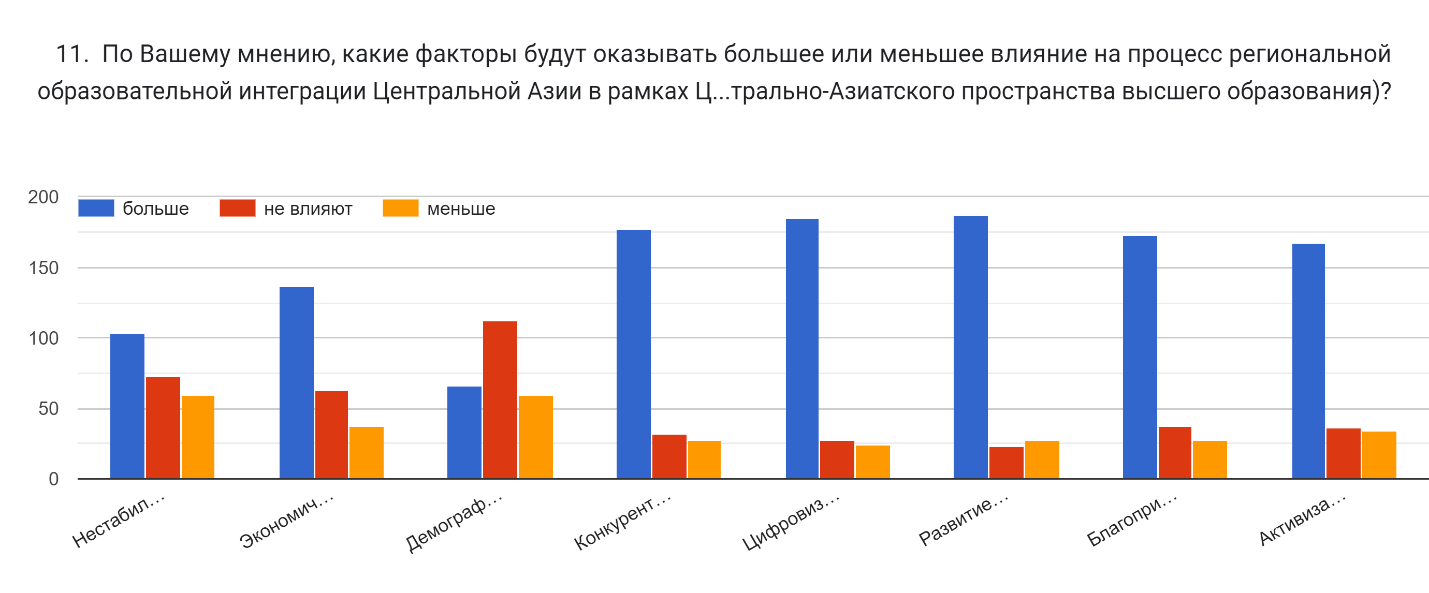 11. По Вашему мнению, какие факторы будут оказывать большее или меньшее влияние на процесс региональной
образовательной интеграции Центральной Азии в рамках Ц...трально-Азиатского пространства высшего образования)?
200
больше не влияют меньше
150
100
50
0
Нестабил...
Экономич...
Демограф...
Конкурент...
Цифровиз...
Развитие...
Благопри...
Активиза...